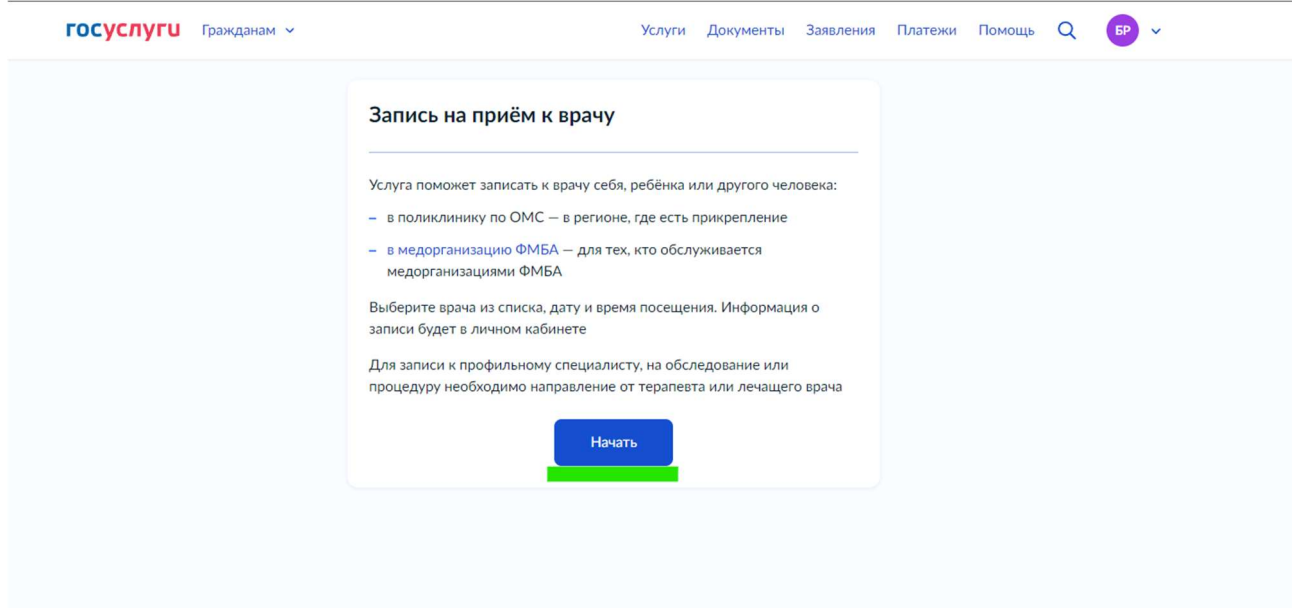 госуслуги Гражданам Услуги Документы Заявления Платежи Помощь БР
Запись на приём к врачу
Услуга поможет записать к врачу себя, ребёнка или другого человека:
– в поликлинику по ОМС — в регионе, где есть прикрепление
– в медорганизацию ФМБА — для тех, кто обслуживается
медорганизациями ФМБА
Выберите врача из списка, дату и время посещения. Информация о
записи будет в личном кабинете
Для записи к профильному специалисту, на обследование или
процедуру необходимо направление от терапевта или лечащего врача
Начать